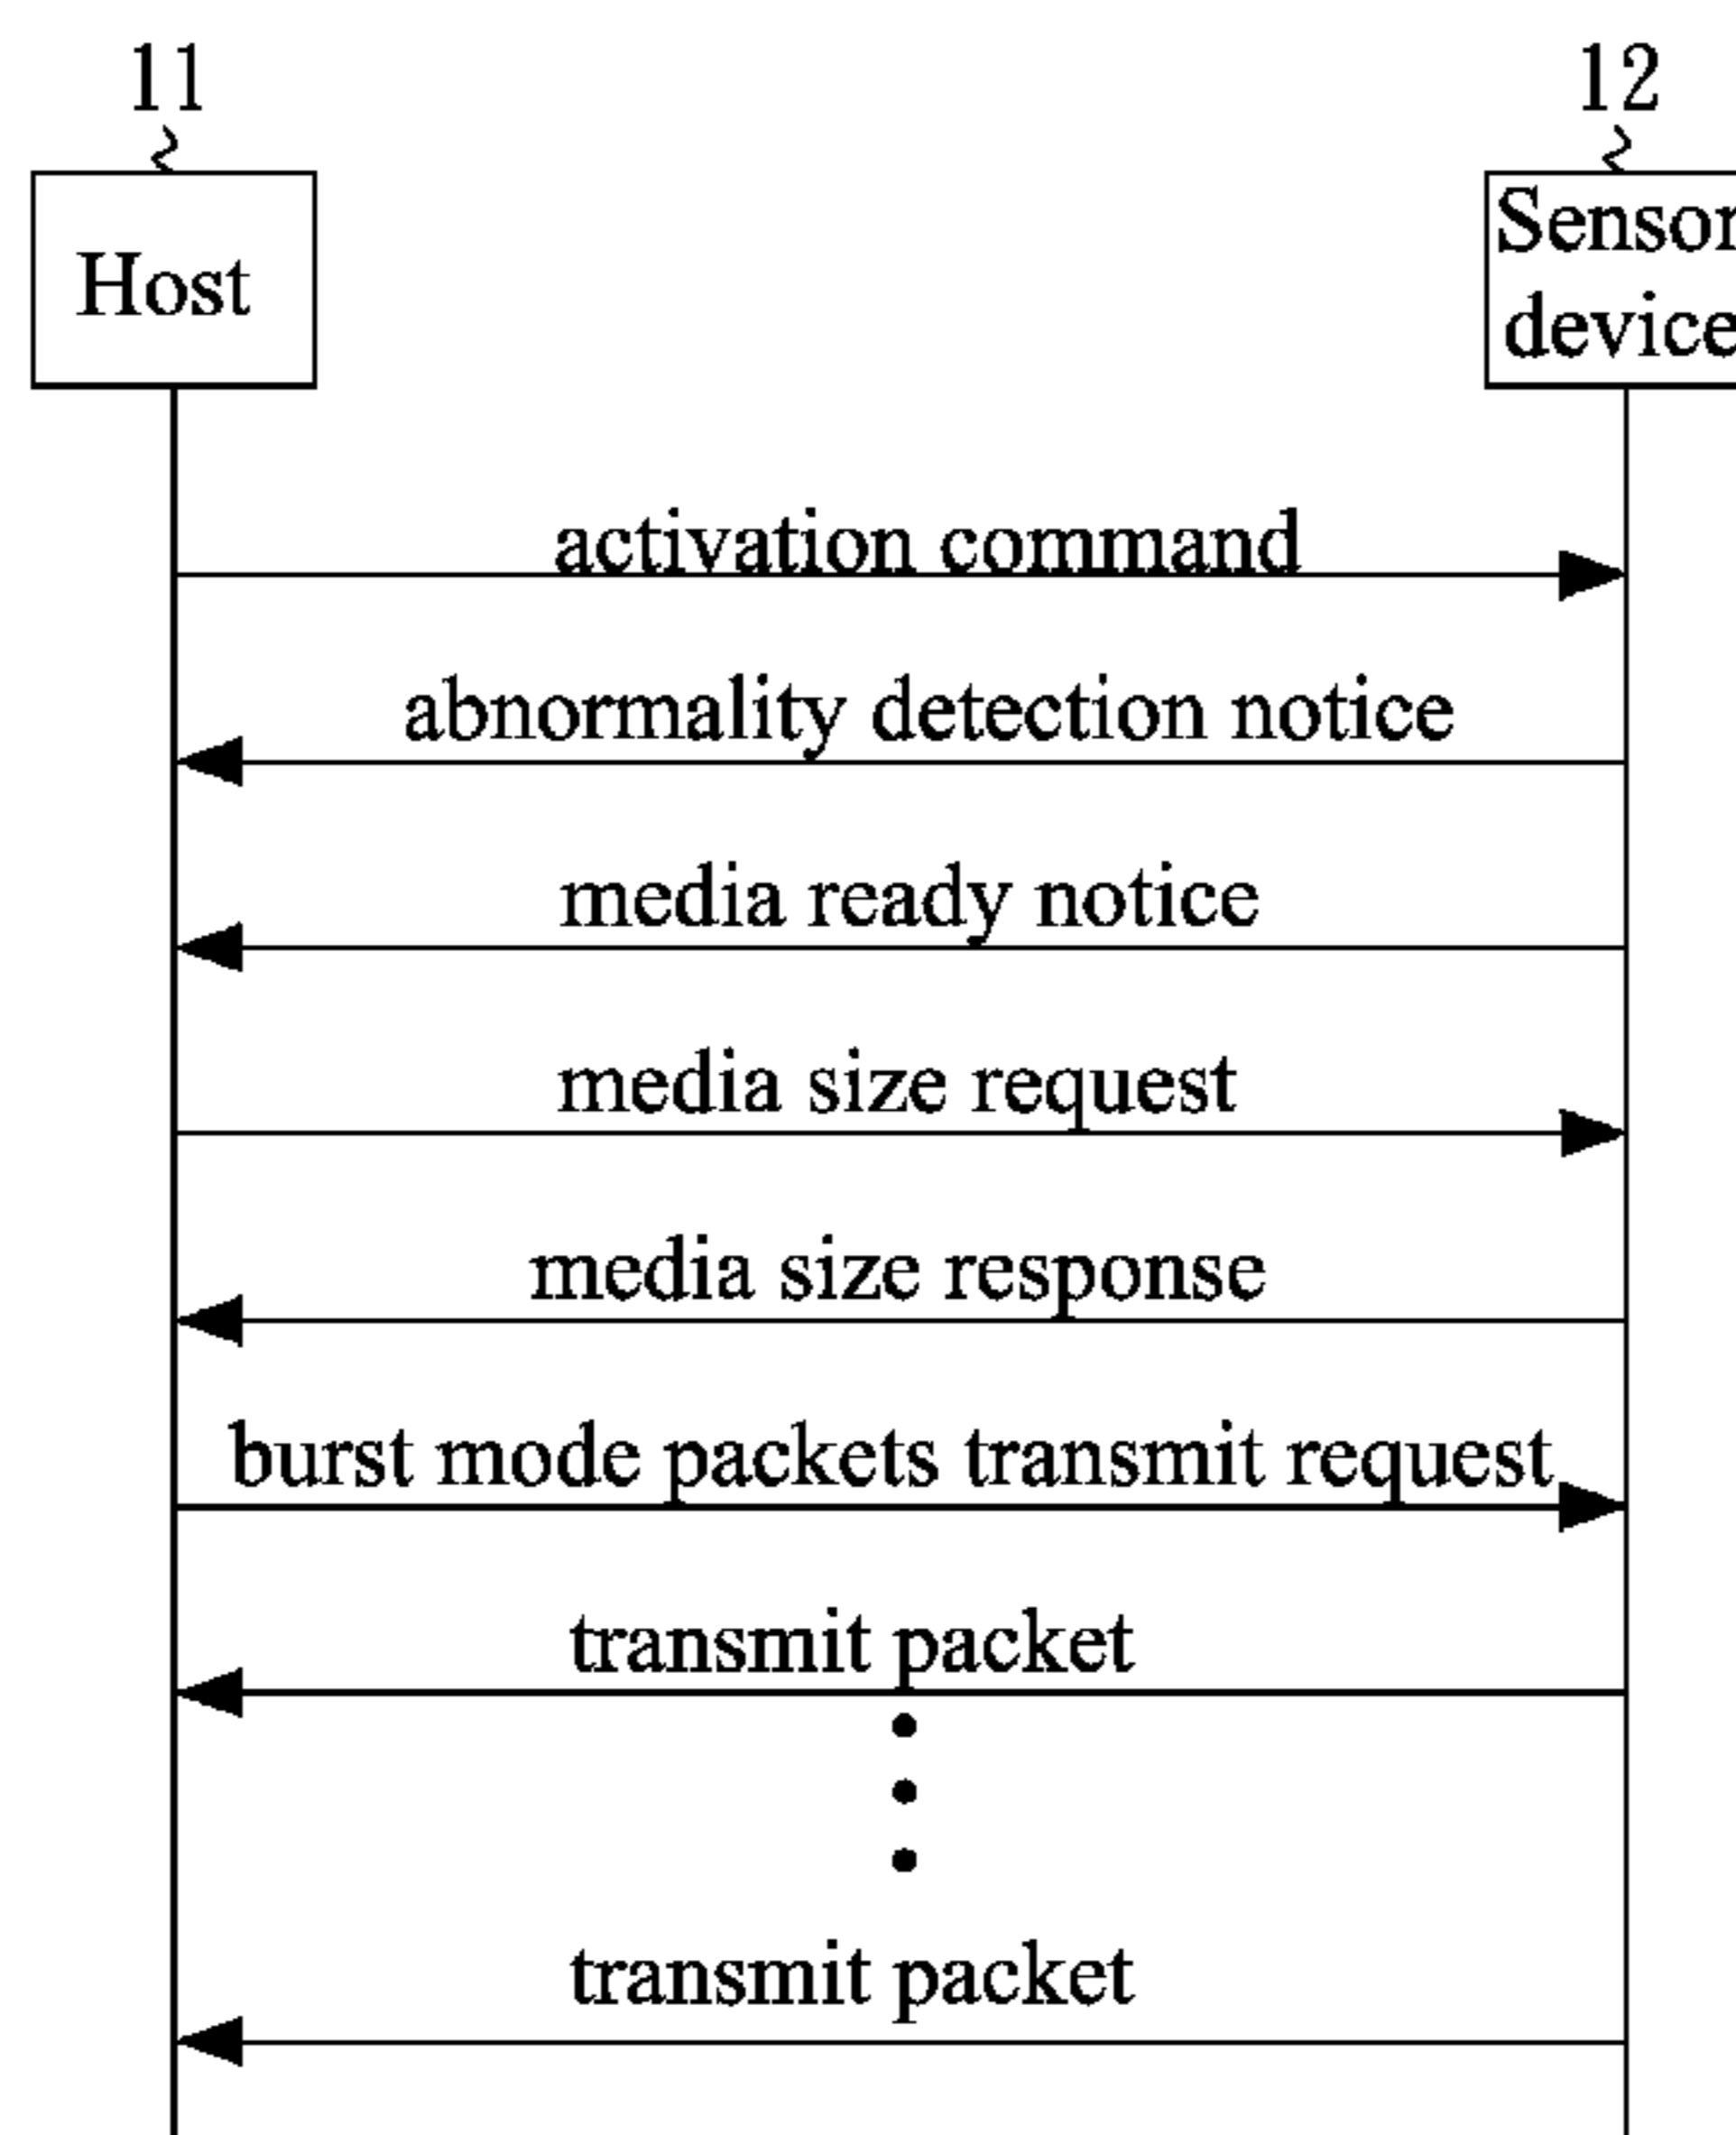 11
12
Host
Sensor
device
activation command
abnormality detection notice
media ready notice
media size request
media size response
burst mode packets transmit request
transmit packet
transmit packet